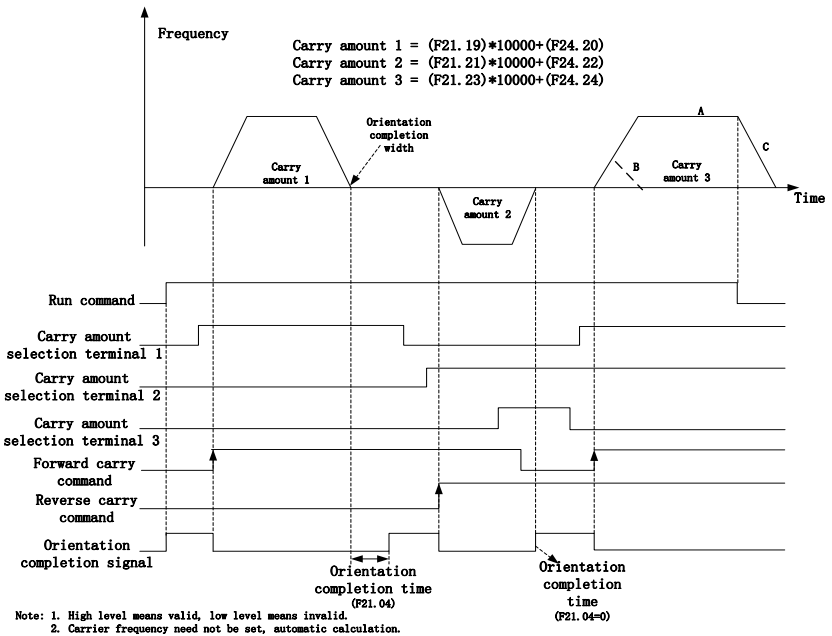 Frequency
Carry amount 1 = (F21.19)*10000+(F24.20)
Carry amount 2 = (F21.21)*10000+(F24.22)
Carry amount 3 = (F21.23)*10000+(F24.24)
Orientation
completion
width
A
B
C
Carry
amount 1
Carry
amount 2
Carry
amount 3
Time
Run command
Carry amount
selection terminal 1
Carry amount
selection terminal 2
Carry amount
selection terminal 3
Forward carry
command
Reverse carry
command
Orientation
completion signal
Orientation
completion time
(F21.04)
Orientation
completion
time
(F21.04=0)
Note: 1. High level means valid, low level means invalid.
2. Carrier frequency need not be set, automatic calculation.